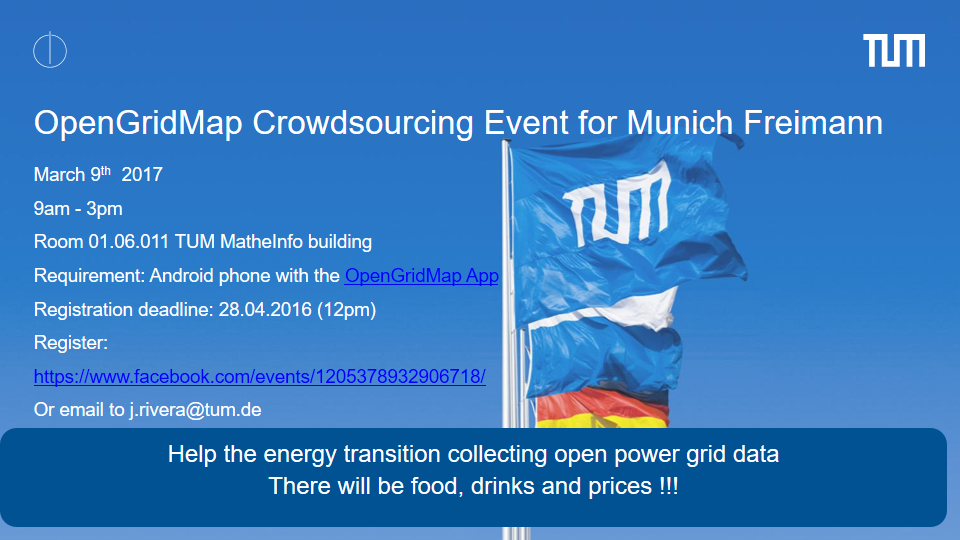 TUM
OpenGridMap Crowdsourcing Event for Munich Freimann
March 9th 2017
9am - 3pm
Room 01.06.011 TUM MatheInfo building
Requirement: Android phone with the OpenGridMap App
Registration deadline: 28.04.2016 (12pm)
Register:
https://www.facebook.com/events/1205378932906718/
Or email to j.rivera@tum.de
TUM
Help the energy transition collecting open power grid data
There will be food, drinks and prices !!!